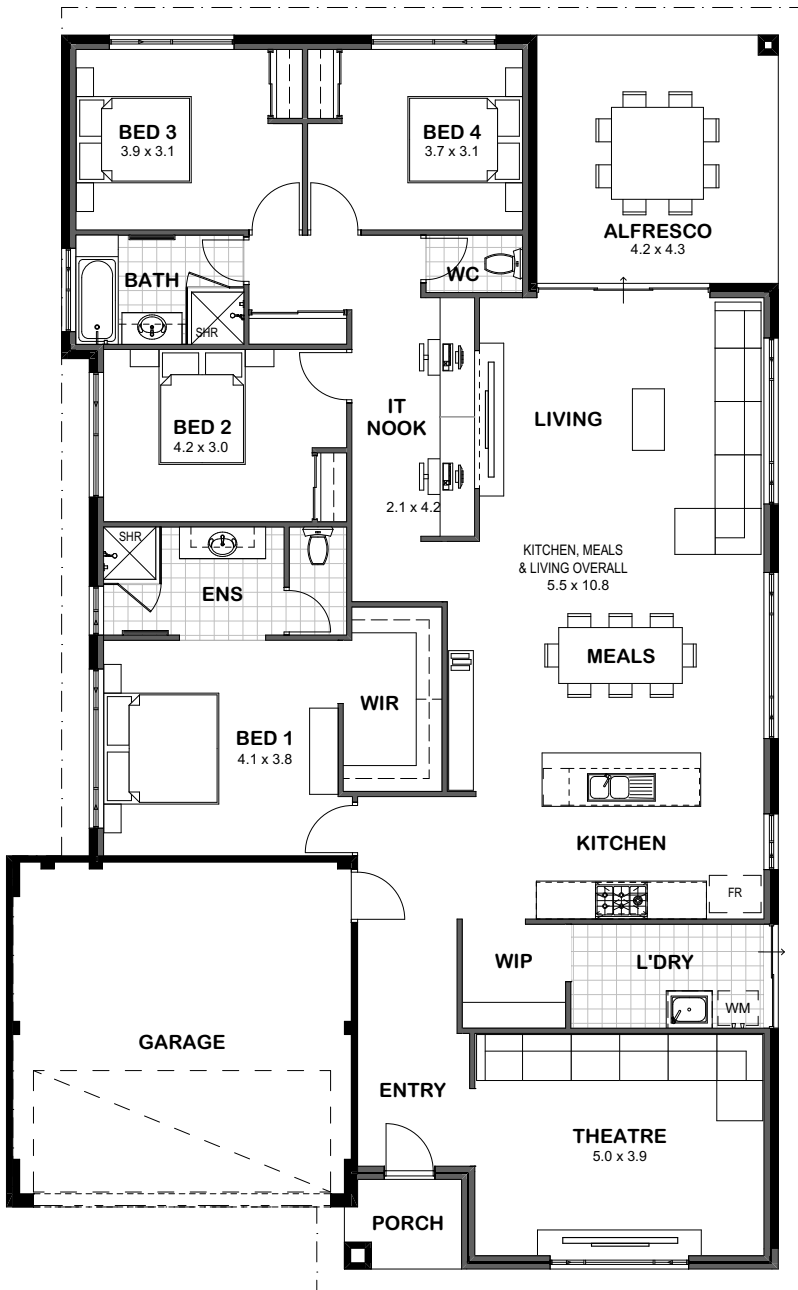 BED 3
3.9 x 3.1
BED 4
3.7 x 3.1
ALFRESCO
4.2 x 4.3
BATH
WC
SHR
BED 2
4.2 x 3.0
IT
NOOK
2.1 x 4.2
LIVING
SHR
ENS
KITCHEN, MEALS
& LIVING OVERALL
5.5 x 10.8
MEALS
WIR
BED 1
4.1 x 3.8
KITCHEN
FR
WIP
L'DRY
WM
GARAGE
ENTRY
THEATRE
5.0 x 3.9
PORCH